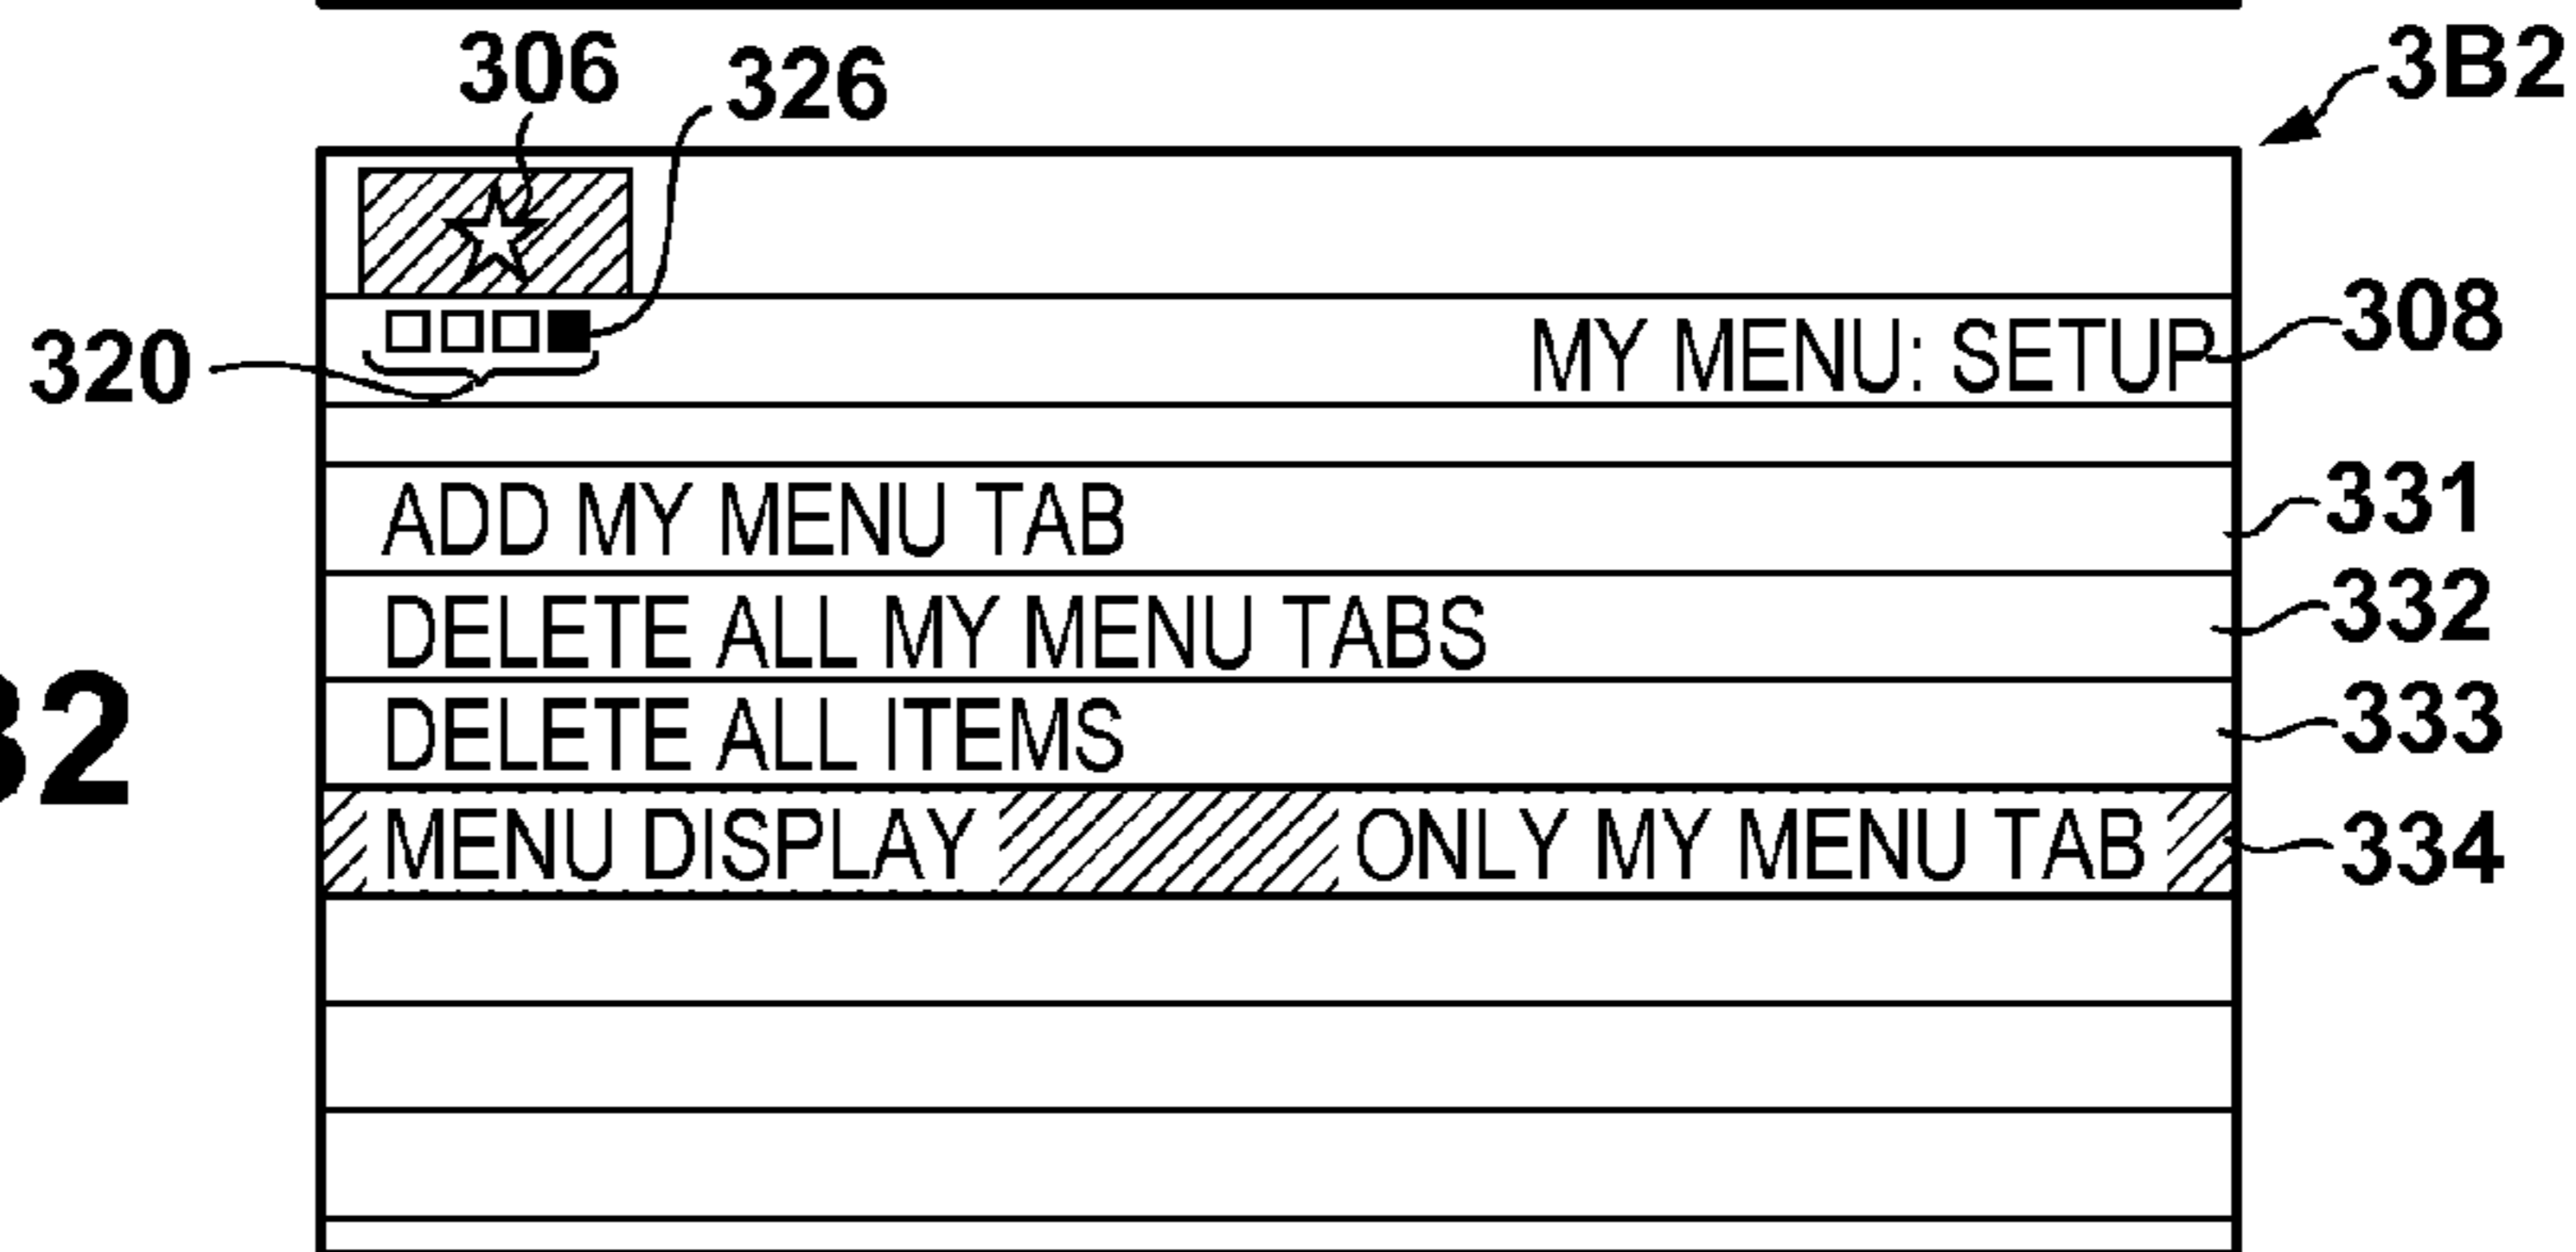 306
326
3B2
320
MY MENU: SETUP
308
ADD MY MENU TAB
331
DELETE ALL MY MENU TABS
332
DELETE ALL ITEMS
333
MENU DISPLAY ONLY MY MENU TAB
334